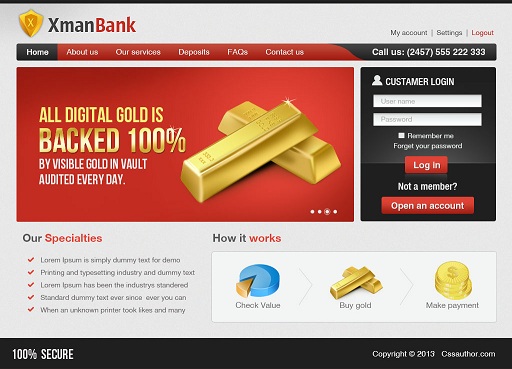 XmanBank
My account | Settings | Logout
Home About us Our services Deposits FAQs Contact us
Call us: (2457) 555 222 333
ALL DIGITAL GOLD IS
BACKED 100%
BY VISIBLE GOLD IN VAULT
AUDITED EVERY DAY.
CUSTAMER LOGIN
User name
Password
Remember me
Forget your password
Log in
Not a member?
Open an account
Our Specialties
Lorem Ipsum is simply dummy text for demo
Printing and typesetting industry and dummy text
Lorem Ipsum has been the industrys standered
Standard dummy text ever since ever you can
When an unknown printer took likes and many
How it works
Check Value
Buy gold
Make payment
100% SECURE
Copyright © 2013 Cssauthor.com